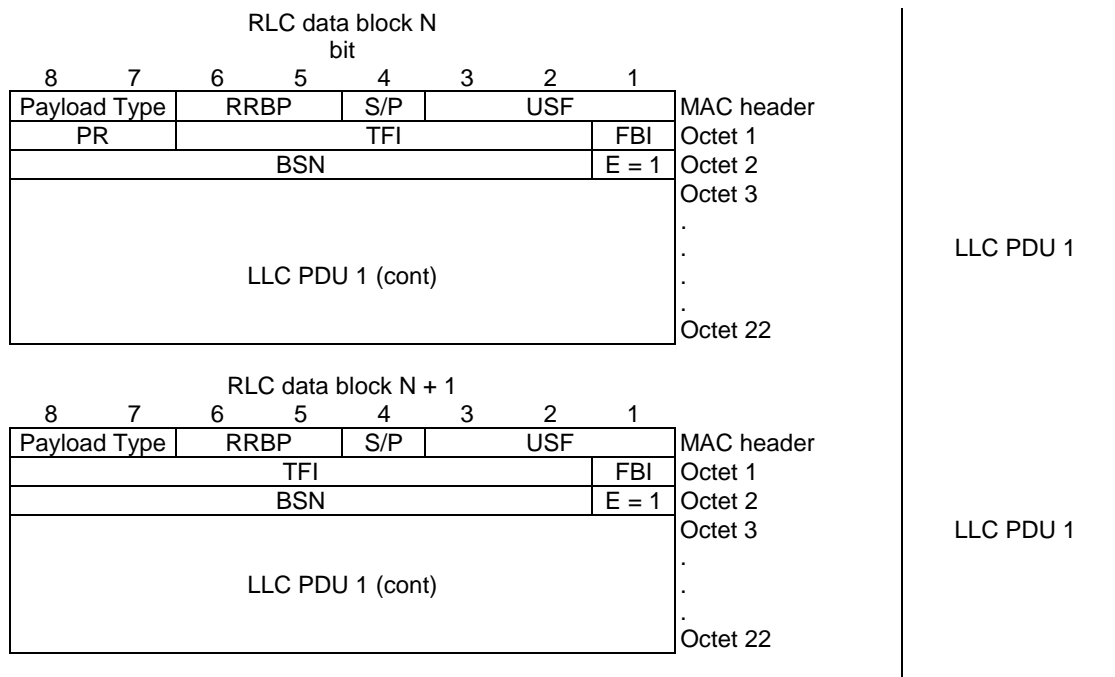 RLC data block N
bit
8 7 6 5 4 3 2 1
Payload Type RRBP S/P USF MAC header
PR TFI FBI Octet 1
BSN E = 1 Octet 2
Octet 3
.
.
LLC PDU 1
LLC PDU 1 (cont)
.
.
Octet 22
RLC data block N + 1
8 7 6 5 4 3 2 1
Payload Type RRBP S/P USF MAC header
TFI FBI Octet 1
BSN E = 1 Octet 2
Octet 3 LLC PDU 1
.
LLC PDU 1 (cont)
.
.
Octet 22